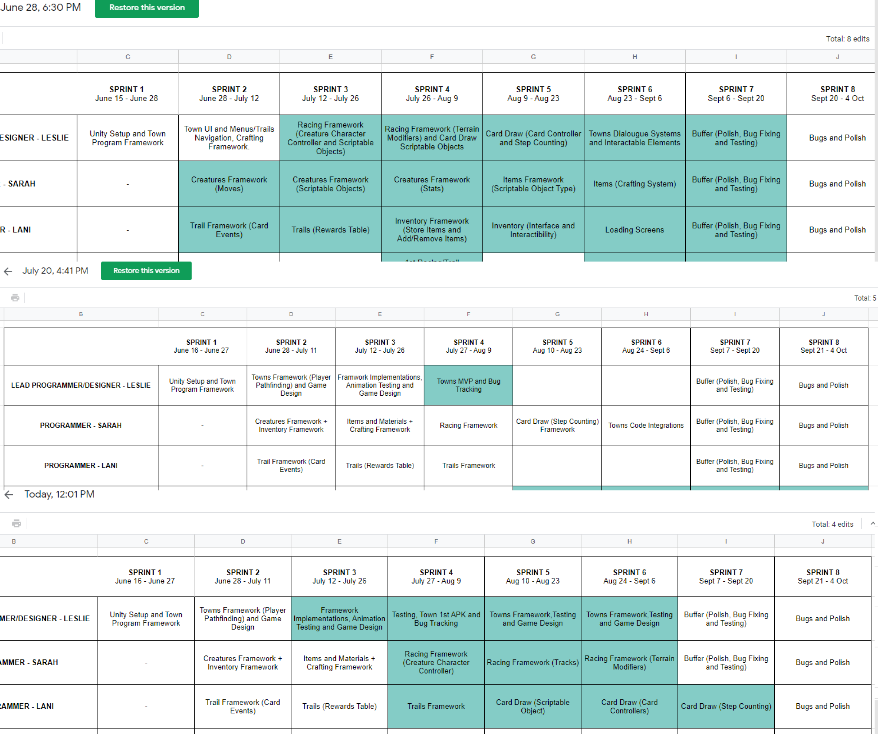 June 28, 6:30 PM Restore this version
Total: 8 edits
C D E F G H I J
SPRINT 1 SPRINT 2 SPRINT 3 SPRINT 4 SPRINT 5 SPRINT 6 SPRINT 7 SPRINT 8
June 15 - June 28 June 28 - July 12 July 12 - July 26 July 26 - Aug 9 Aug 9 - Aug 23 Aug 23 - Sept 6 Sept 6 - Sept 20 Sept 20 - 4 Oct
ESIGNER - LESLIE
Unity Setup and Town
Program Framework
Town UI and Menus/Trails
Navigation, Crafting
Framework
Racing Framework
(Creature Character
Controller and Scriptable
Objects)
Racing Framework (Terrain
Modifiers) and Card Draw
Scriptable Objects
Card Draw (Card Controller
and Step Counting)
Towns Dialougue Systems
and Interactable Elements
Buffer (Polish, Bug Fixing
and Testing)
Bugs and Polish
- SARAH
-
Creatures Framework
(Moves)
Creatures Framework
(Scriptable Objects)
Creatures Framework
(Stats)
Items Framework
(Scriptable Object Type)
Items (Crafting System)
Buffer (Polish, Bug Fixing
and Testing)
Bugs and Polish
R - LANI
-
Trail Framework (Card
Events)
Trails (Rewards Table)
Inventory Framework
(Store Items and
Add/Remove Items)
Inventory (Interface and
Interactibility)
Loading Screens
Buffer (Polish, Bug Fixing
and Testing)
Bugs and Polish
July 20, 4:41 PM Restore this version
Total: 5
B C D E F G H I J
SPRINT 1 SPRINT 2 SPRINT 3 SPRINT 4 SPRINT 5 SPRINT 6 SPRINT 7 SPRINT 8
June 16 - June 27 June 28 - July 11 July 12 - July 26 July 27 - Aug 9 Aug 10 - Aug 23 Aug 24 - Sept 6 Sept 7 - Sept 20 Sept 21 - 4 Oct
LEAD PROGRAMMER/DESIGNER - LESLIE
Unity Setup and Town
Program Framework
Towns Framework (Player
Pathfinding) and Game
Design
Framwork Implementations,
Animation Testing and
Game Design
Towns MVP and Bug
Tracking
Buffer (Polish, Bug Fixing
and Testing)
Bugs and Polish
PROGRAMMER - SARAH
-
Creatures Framework +
Inventory Framework
Items and Materials +
Crafting Framework
Racing Framework
Card Draw (Step Counting)
Framework
Towns Code Integrations
Buffer (Polish, Bug Fixing
and Testing)
Bugs and Polish
PROGRAMMER - LANI
-
Trail Framework (Card
Events)
Trails (Rewards Table)
Trails Framework
Buffer (Polish, Bug Fixing
and Testing)
Bugs and Polish
Today, 12:01 PM
Total: 4 edits
B C D E F G H I J
SPRINT 1 SPRINT 2 SPRINT 3 SPRINT 4 SPRINT 5 SPRINT 6 SPRINT 7 SPRINT 8
June 16 - June 27 June 28 - July 11 July 12 - July 26 July 27 - Aug 9 Aug 10 - Aug 23 Aug 24 - Sept 6 Sept 7 - Sept 20 Sept 21 - 4 Oct
MER/DESIGNER - LESLIE
Unity Setup and Town
Program Framework
Towns Framework (Player
Pathfinding) and Game
Design
Framework
Implementations, Animation
Testing and Game Design
Testing, Town 1st APK and
Bug Tracking
Towns Framework,Testing
and Game Design
Towns Framework Testing
and Game Design
Buffer (Polish, Bug Fixing
and Testing)
Bugs and Polish
AMMER - SARAH
-
Creatures Framework +
Inventory Framework
Items and Materials +
Crafting Framework
Racing Framework
(Creature Character
Controller)
Racing Framework (Tracks)
Racing Framework (Terrain
Modifiers)
Buffer (Polish, Bug Fixing
and Testing)
Bugs and Polish
RAMMER - LANI
-
Trail Framework (Card
Events)
Trails (Rewards Table)
Trails Framework
Card Draw (Scriptable
Object)
Card Draw (Card
Controllers)
Card Draw (Step Counting)
Bugs and Polish